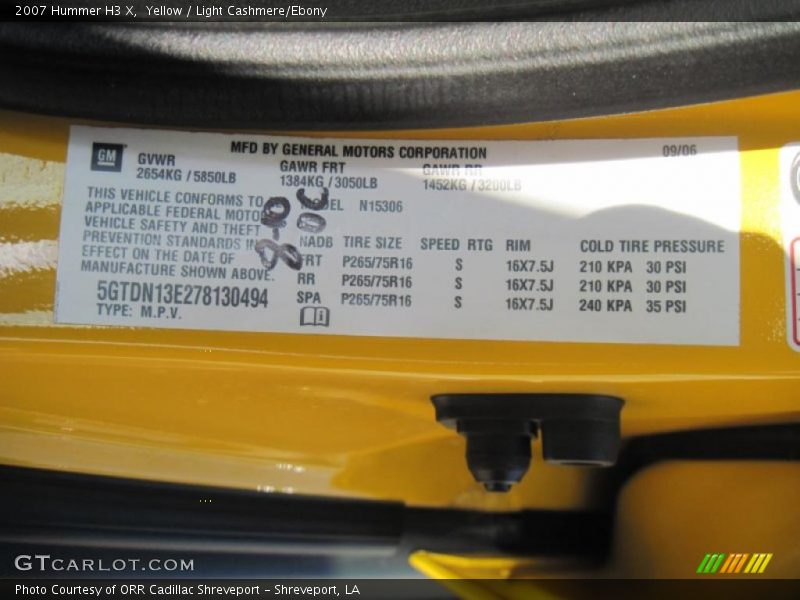 2007 Hummer H3 X, Yellow / Light Cashmere/Ebony
MFD BY GENERAL MOTORS CORPORATION 09/06
GM GVWR GAWR FRT GAWR RR
2654KG / 5850LB 1384KG / 3050LB 1452KG / 3200LB
THIS VEHICLE CONFORMS TO
APPLICABLE FEDERAL MOTO
VEHICLE SAFETY AND THEFT
PREVENTION STANDARDS IN
EFFECT ON THE DATE OF
MANUFACTURE SHOWN ABOVE.
5GTDN13E278130494
TYPE: M.P.V.
DEL N15306
NADB TIRE SIZE SPEED RTG RIM COLD TIRE PRESSURE
FRT P265/75R16 S 16X7.5J 210 KPA 30 PSI
RR P265/75R16 S 16X7.5J 210 KPA 30 PSI
SPA P265/75R16 S 16X7.5J 240 KPA 35 PSI
GTCARLOT.COM
Photo Courtesy of ORR Cadillac Shreveport - Shreveport, LA